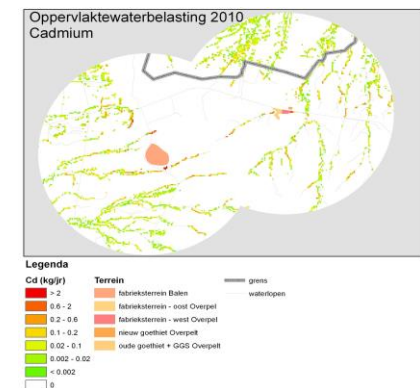 Oppervlaktewaterbelasting 2010
Cadmium
Legenda
Cd (kg/jr)
> 2
0.6 - 2
0.2 - 0.6
0.1 - 0.2
0.02 - 0.1
0.002 - 0.02
< 0.002
0
Terrein
fabrieksterrein Balen
fabrieksterrein - oost Overpel
fabrieksterrein - west Overpel
nieuw goethiet Overpelt
oude goethiet + GGS Overpelt
grens
waterlopen